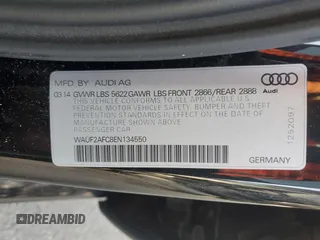 MFD. BY AUDI AG
03.14 GVWR LBS 5622 GAWR LBS FRONT 2866/REAR 2888
THIS VEHICLE CONFORMS TO ALL APPLICABLE U.S.
FEDERAL MOTOR VEHICLE SAFETY, BUMPER AND THEFT
PREVENTION STANDARDS IN EFFECT ON THE DATE OF
MANUFACTURE SHOWN ABOVE.
PASSENGER CAR
WAUF2AFC8EN134550
GERMANY
Audi
1252097
© DREAMBID